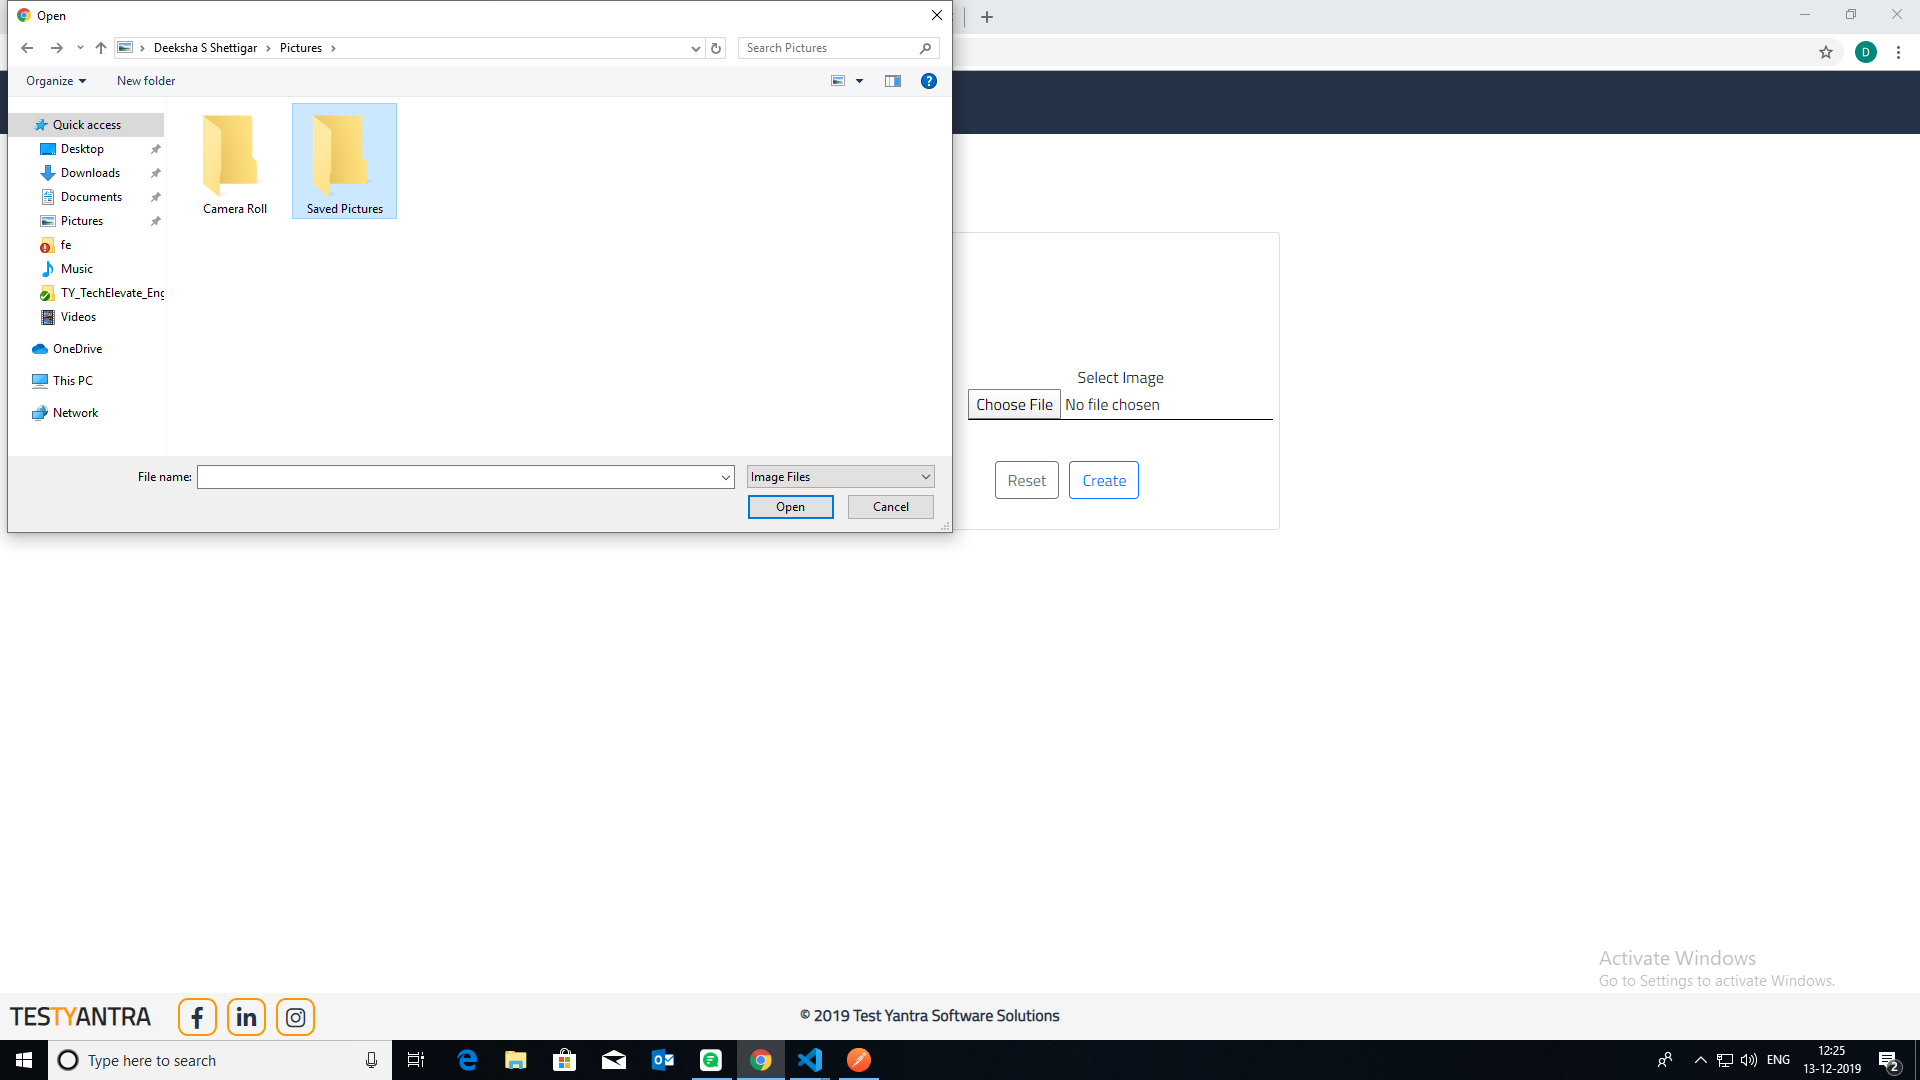 Open
Deeksha S Shettigar
Pictures
Search Pictures
D
Organize
New folder
?
Quick access
Desktop
Downloads
Documents
Pictures
fe
Music
TY_TechElevate_Eng
Videos
OneDrive
This PC
Network
Camera Roll
Saved Pictures
File name:
Image Files
Open
Cancel
Select Image
Choose File No file chosen
Reset
Create
Activate Windows
Go to Settings to activate Windows.
TESTYANTRA
f
in
© 2019 Test Yantra Software Solutions
Type here to search
ENG
12:25
13-12-2019
2